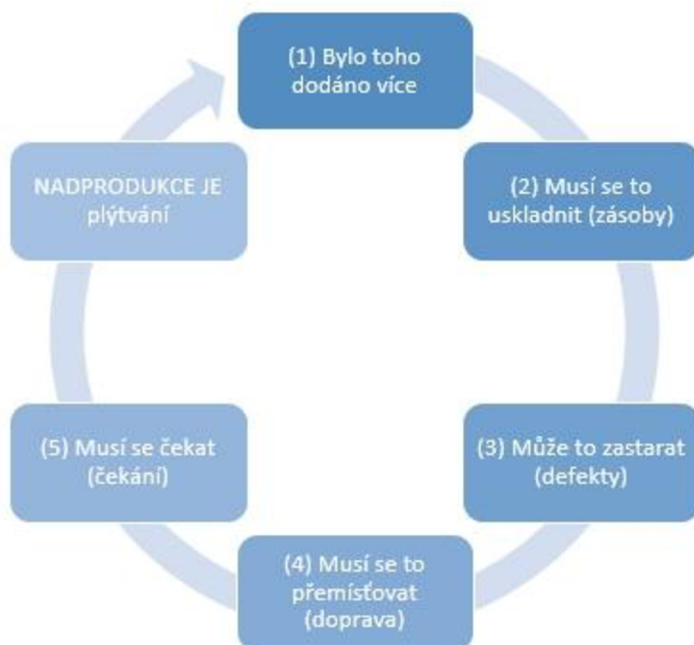 (1) Bylo toho
dodáno více
(2) Musí se to
uskladnit (zásoby)
(3) Může to zastarat
(defekty)
(4) Musí se to
přemísťovat
(doprava)
(5) Musí se čekat
(čekání)
NADPRODUKCE JE
plýtvání